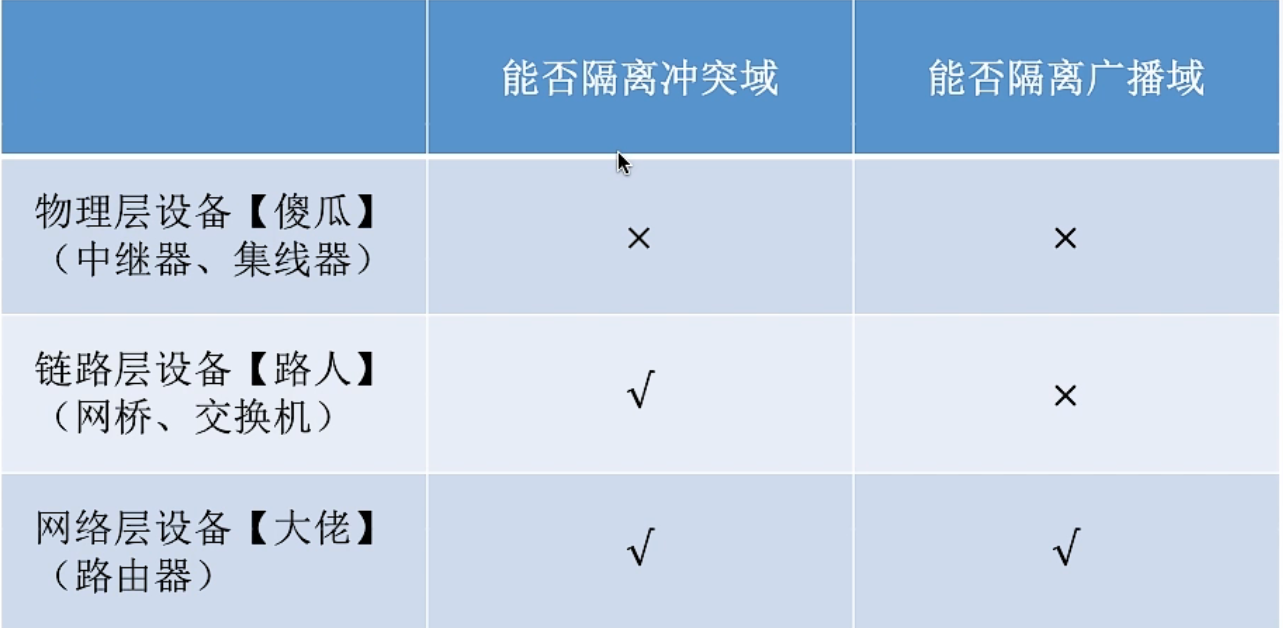 能否隔离冲突域
能否隔离广播域
物理层设备【傻瓜】
（中继器、集线器）
×
×
链路层设备【路人】
（网桥、交换机）
√
×
网络层设备【大佬】
（路由器）
√
√